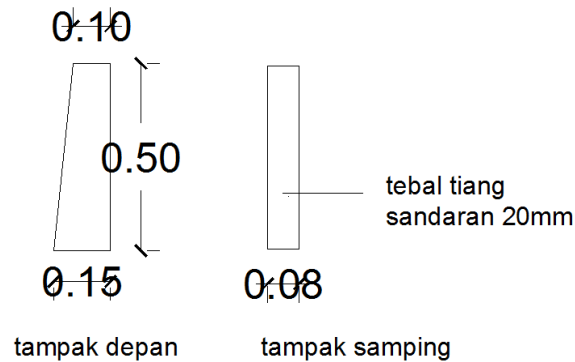 0.10
0.50
tebal tiang
sandaran 20mm
0.15
0.08
tampak depan
tampak samping